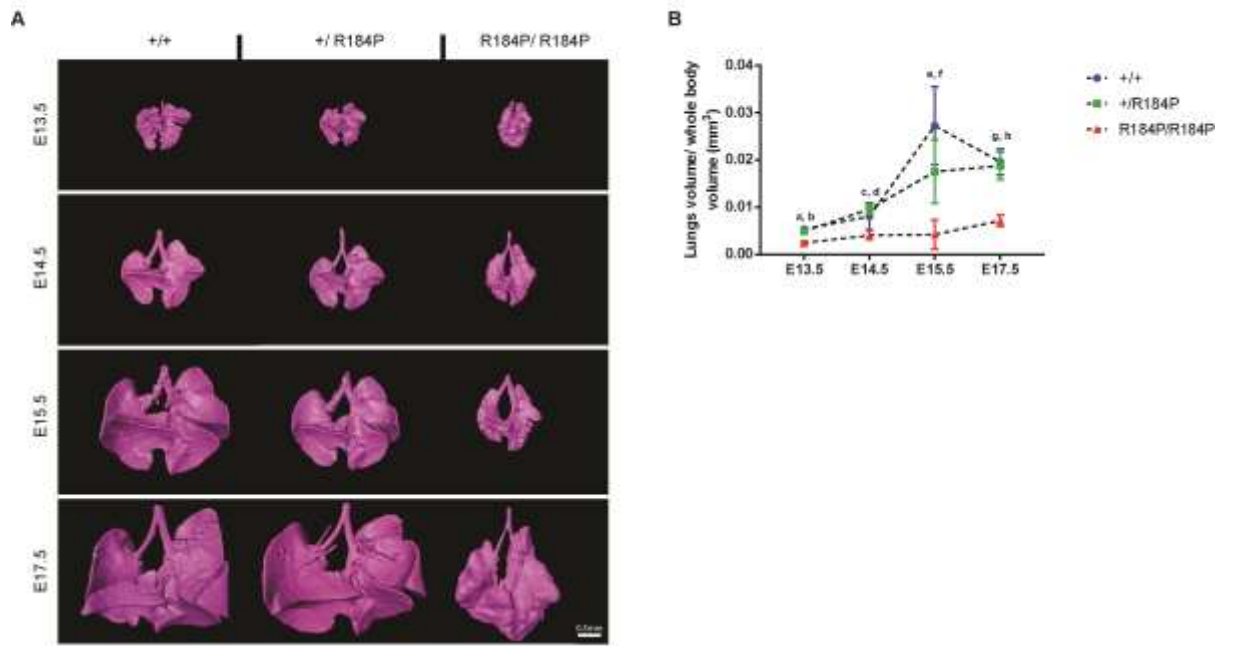 A
+/+
+/ R184P
R184P/ R184P
E13.5
E14.5
E15.5
E17.5
B
Lungs volume/ whole body
volume (mm³)
0.04
0.03
0.02
0.01
0.00
a, b
c, d
e, f
g, h
E13.5
E14.5
E15.5
E17.5
+/+
+/R184P
R184P/R184P